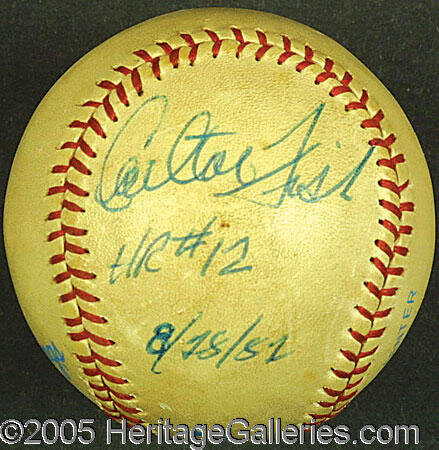 Carlton Fisk
HR #12
8/28/82
©2005 HeritageGalleries.com